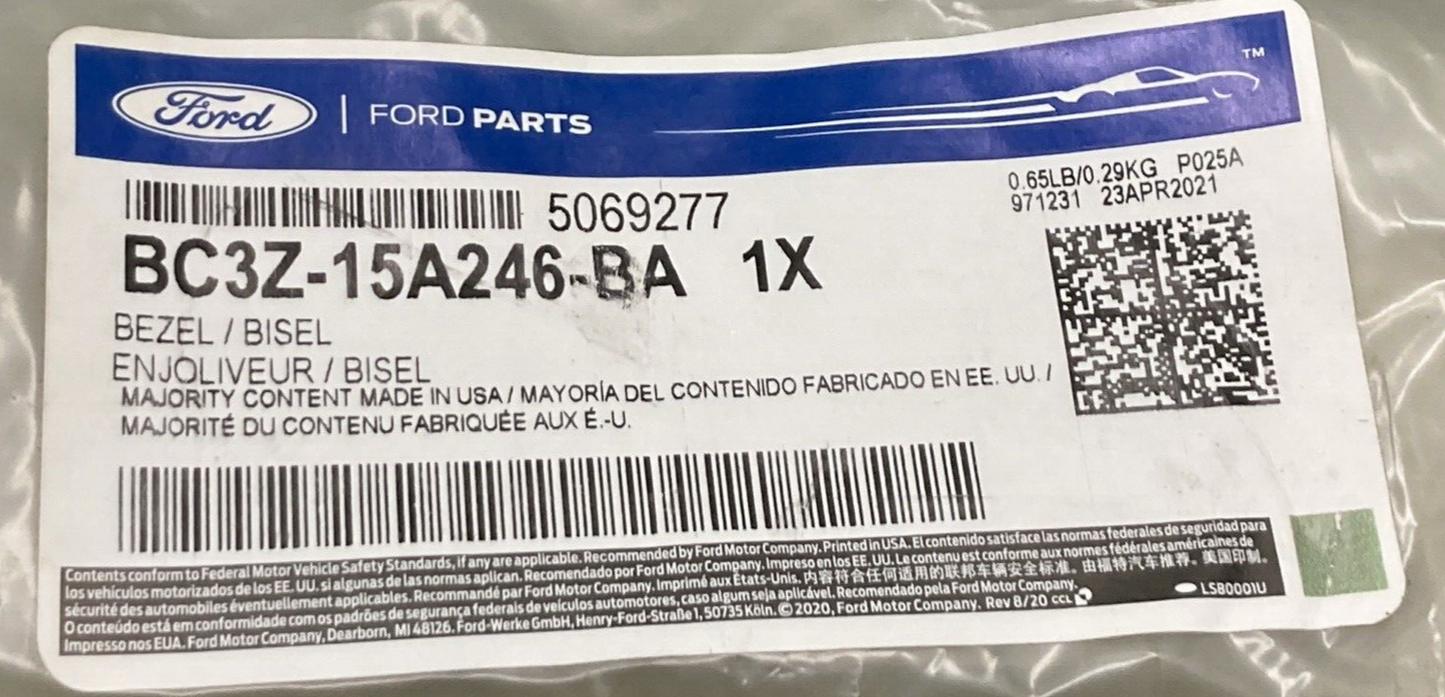 Ford | FORD PARTS
TM
0.65LB/0.29KG P025A
971231 23APR2021
5069277
BC3Z-15A246-BA 1X
BEZEL / BISEL
ENJOLIVEUR / BISEL
MAJORITY CONTENT MADE IN USA / MAYORÍA DEL CONTENIDO FABRICADO EN EE. UU. /
MAJORITÉ DU CONTENU FABRIQUÉE AUX É.-U.
Contents conform to Federal Motor Vehicle Safety Standards, if any are applicable. Recommended by Ford Motor Company. Printed in USA. El contenido satisface las normas federales de seguridad para
los vehículos motorizados de los EE. UU. si algunas de las normas aplican. Recomendado por Ford Motor Company. Impreso en los EE. UU. Le contenu est conforme aux normes fédérales américaines de
sécurité des automobiles éventuellement applicables. Recommandé par Ford Motor Company. Imprimé aux États-Unis. 内容符合任何适用的联邦车辆安全标准。由福特汽车推荐。美国印制。
O conteúdo está em conformidade com os padrões de segurança federais de veículos automotores, caso algum seja aplicável. Recomendado pela Ford Motor Company.
Impresso nos EUA. Ford Motor Company, Dearborn, MI 48126. Ford-Werke GmbH, Henry-Ford-Straße 1, 50735 Köln. © 2020, Ford Motor Company. Rev 8/20 CCL
LSB0001U